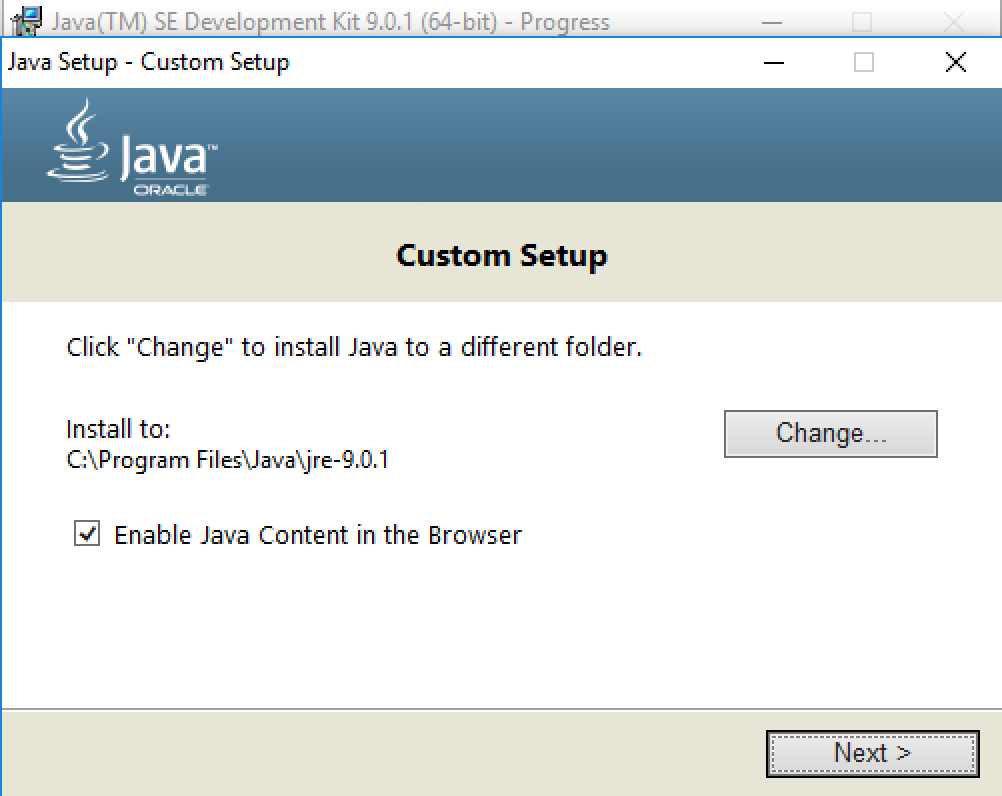 Java(TM) SE Development Kit 9.0.1 (64-bit) - Progress
Java Setup - Custom Setup
Java™
ORACLE®
Custom Setup
Click "Change" to install Java to a different folder.
Install to:
Change...
C:\Program Files\Java\jre-9.0.1
Enable Java Content in the Browser
Next >